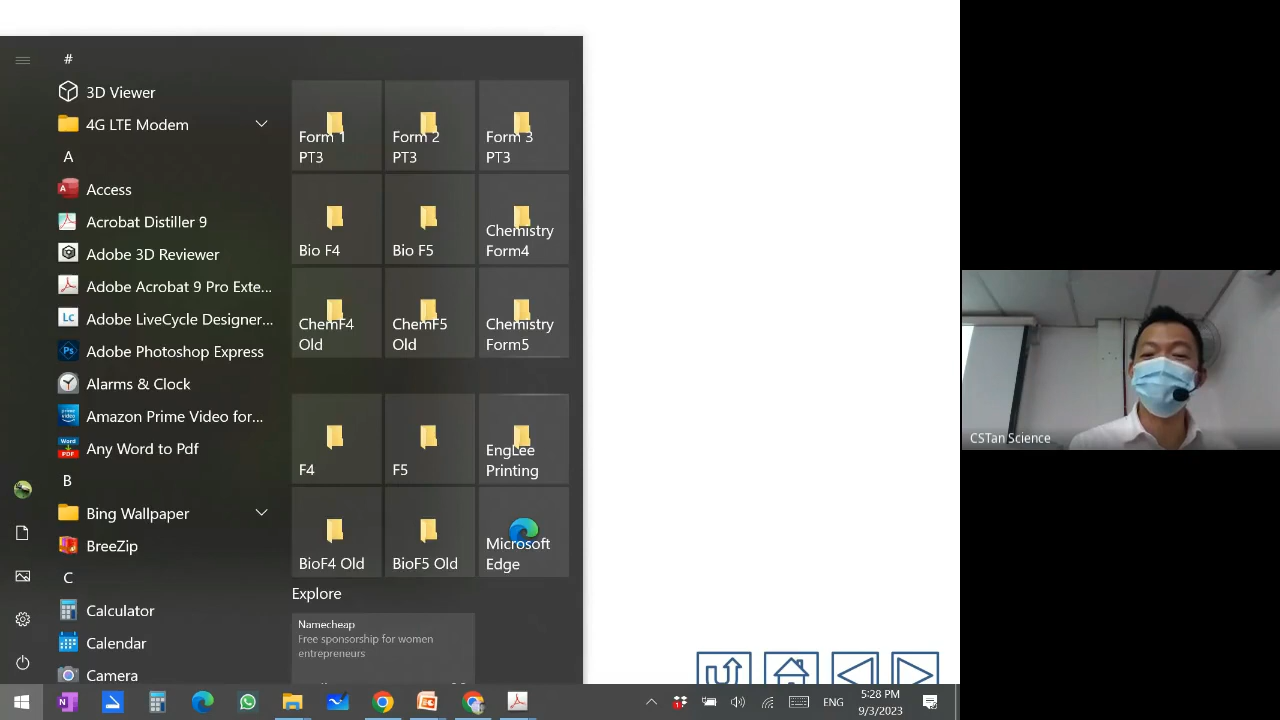 #
3D Viewer
4G LTE Modem
A
Access
Acrobat Distiller 9
Adobe 3D Reviewer
Adobe Acrobat 9 Pro Exte...
Adobe LiveCycle Designer...
Adobe Photoshop Express
Alarms & Clock
Amazon Prime Video for...
Any Word to Pdf
B
Bing Wallpaper
BreeZip
C
Calculator
Calendar
Camera
Form 1
PT3
Form 2
PT3
Form 3
PT3
Bio F4
Bio F5
Chemistry
Form4
ChemF4
Old
ChemF5
Old
Chemistry
Form5
F4
F5
EngLee
Printing
BioF4 Old
BioF5 Old
Microsoft
Edge
Explore
Namecheap
Free sponsorship for women
entrepreneurs
CSTan Science
ENG
5:28 PM
9/3/2023